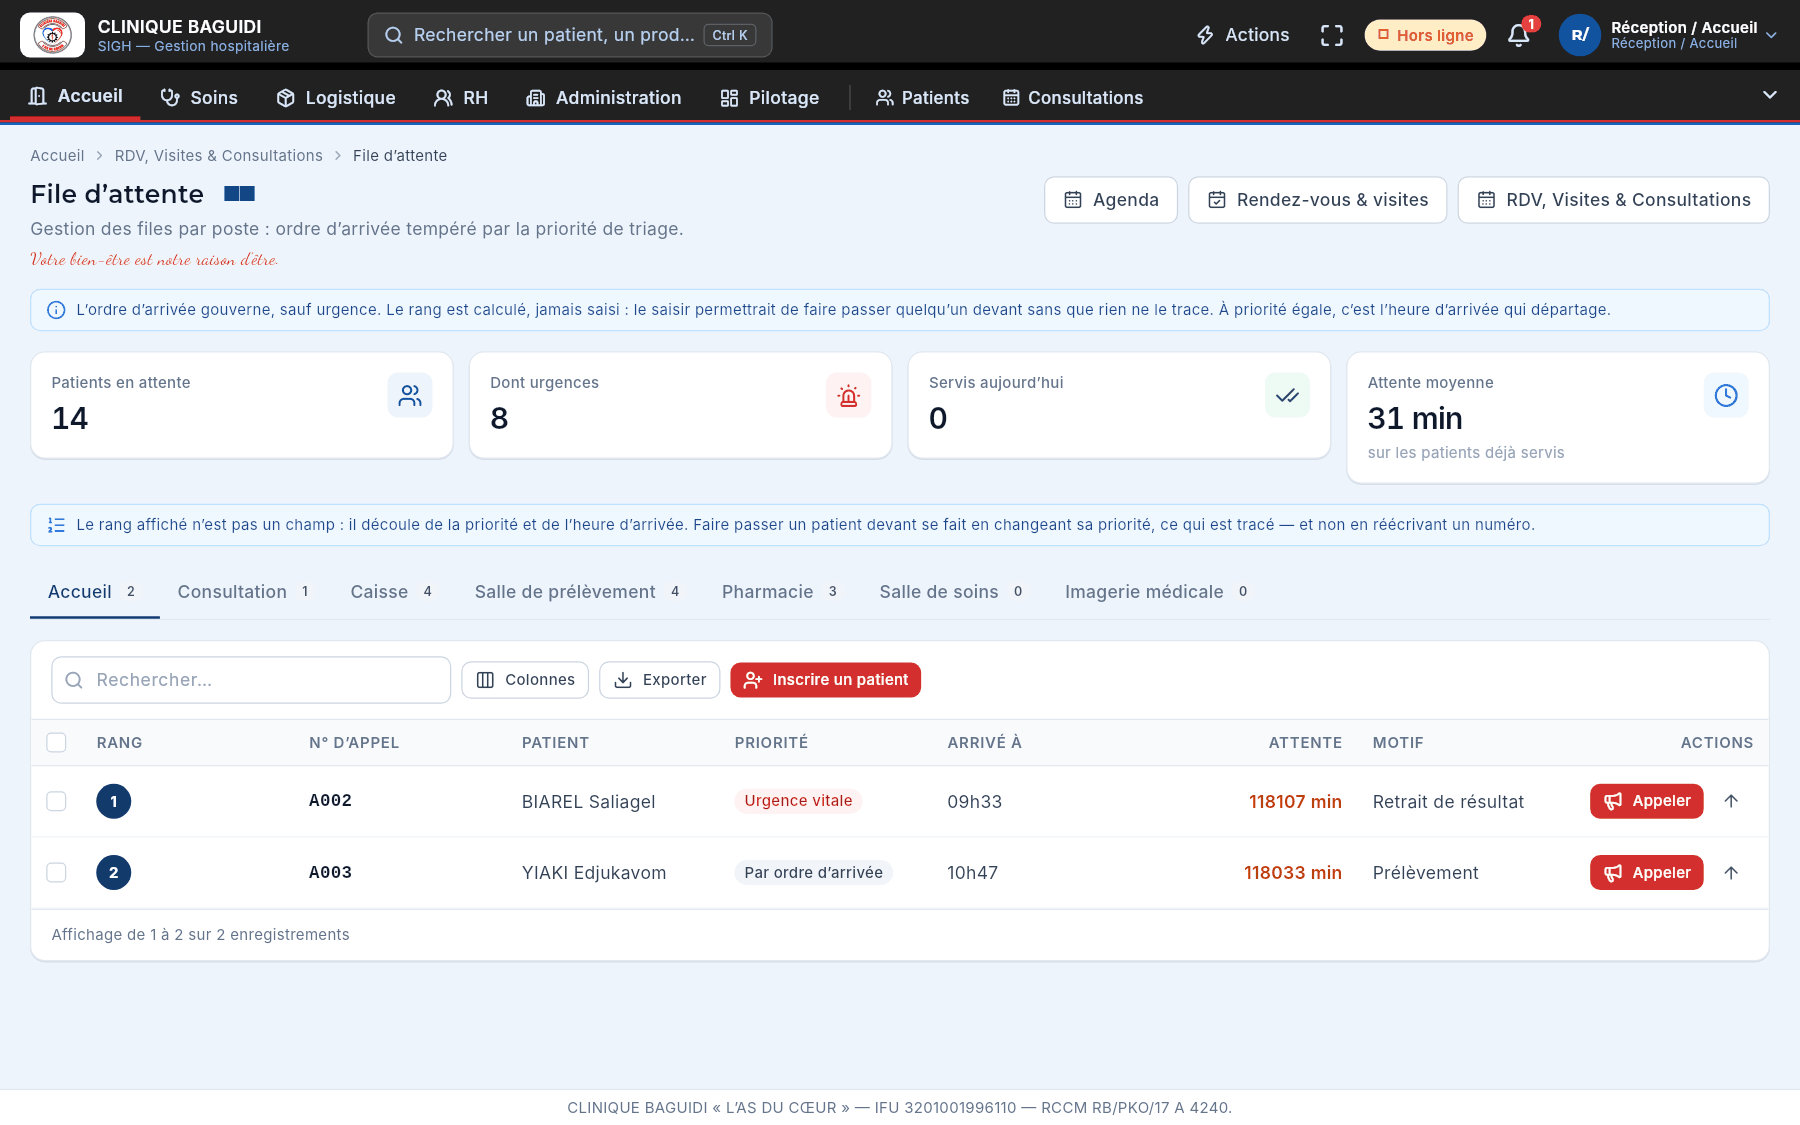 CLINIQUE BAGUIDI
SIGH — Gestion hospitalière
Rechercher un patient, un prod... Ctrl K
Actions
Hors ligne
1
R/
Réception / Accueil
Réception / Accueil
Accueil Soins Logistique RH Administration Pilotage Patients Consultations
Accueil > RDV, Visites & Consultations > File d’attente
File d’attente
Agenda Rendez-vous & visites RDV, Visites & Consultations
Gestion des files par poste : ordre d’arrivée tempéré par la priorité de triage.
Votre bien-être est notre raison d'être.
L’ordre d’arrivée gouverne, sauf urgence. Le rang est calculé, jamais saisi : le saisir permettrait de faire passer quelqu’un devant sans que rien ne le trace. À priorité égale, c’est l’heure d’arrivée qui départage.
Patients en attente
14
Dont urgences
8
Servis aujourd’hui
0
Attente moyenne
31 min
sur les patients déjà servis
Le rang affiché n’est pas un champ : il découle de la priorité et de l’heure d’arrivée. Faire passer un patient devant se fait en changeant sa priorité, ce qui est tracé — et non en réécrivant un numéro.
Accueil 2 Consultation 1 Caisse 4 Salle de prélèvement 4 Pharmacie 3 Salle de soins 0 Imagerie médicale 0
Rechercher... Colonnes Exporter Inscrire un patient
RANG N° D’APPEL PATIENT PRIORITÉ ARRIVÉ À ATTENTE MOTIF ACTIONS
1 A002 BIAREL Saliagel Urgence vitale 09h33 118107 min Retrait de résultat Appeler
2 A003 YIAKI Edjukavom Par ordre d’arrivée 10h47 118033 min Prélèvement Appeler
Affichage de 1 à 2 sur 2 enregistrements
CLINIQUE BAGUIDI « L’AS DU CŒUR » — IFU 3201001996110 — RCCM RB/PKO/17 A 4240.